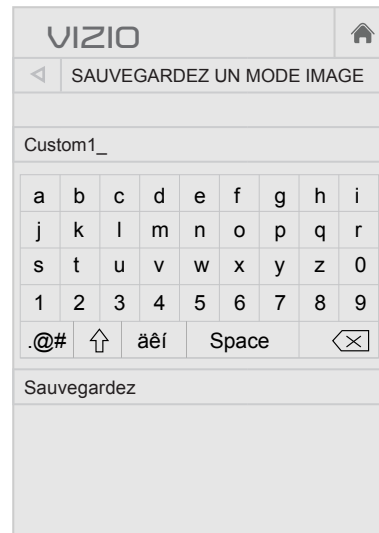 VIZIO
SAUVEGARDEZ UN MODE IMAGE
Custom1_
a b c d e f g h i
j k l m n o p q r
s t u v w x y z 0
1 2 3 4 5 6 7 8 9
.@# äêí Space
Sauvegardez